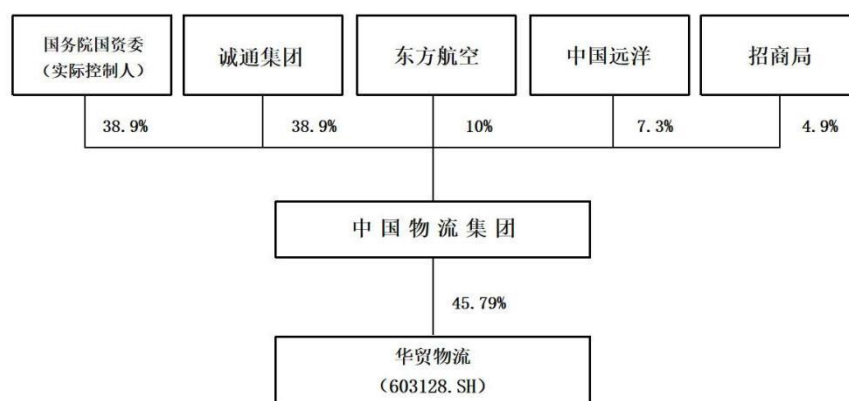 国务院国资委
（实际控制人）
诚通集团
东方航空
中国远洋
招商局
38.9%
38.9%
10%
7.3%
4.9%
中国物流集团
45.79%
华贸物流
（603128.SH）